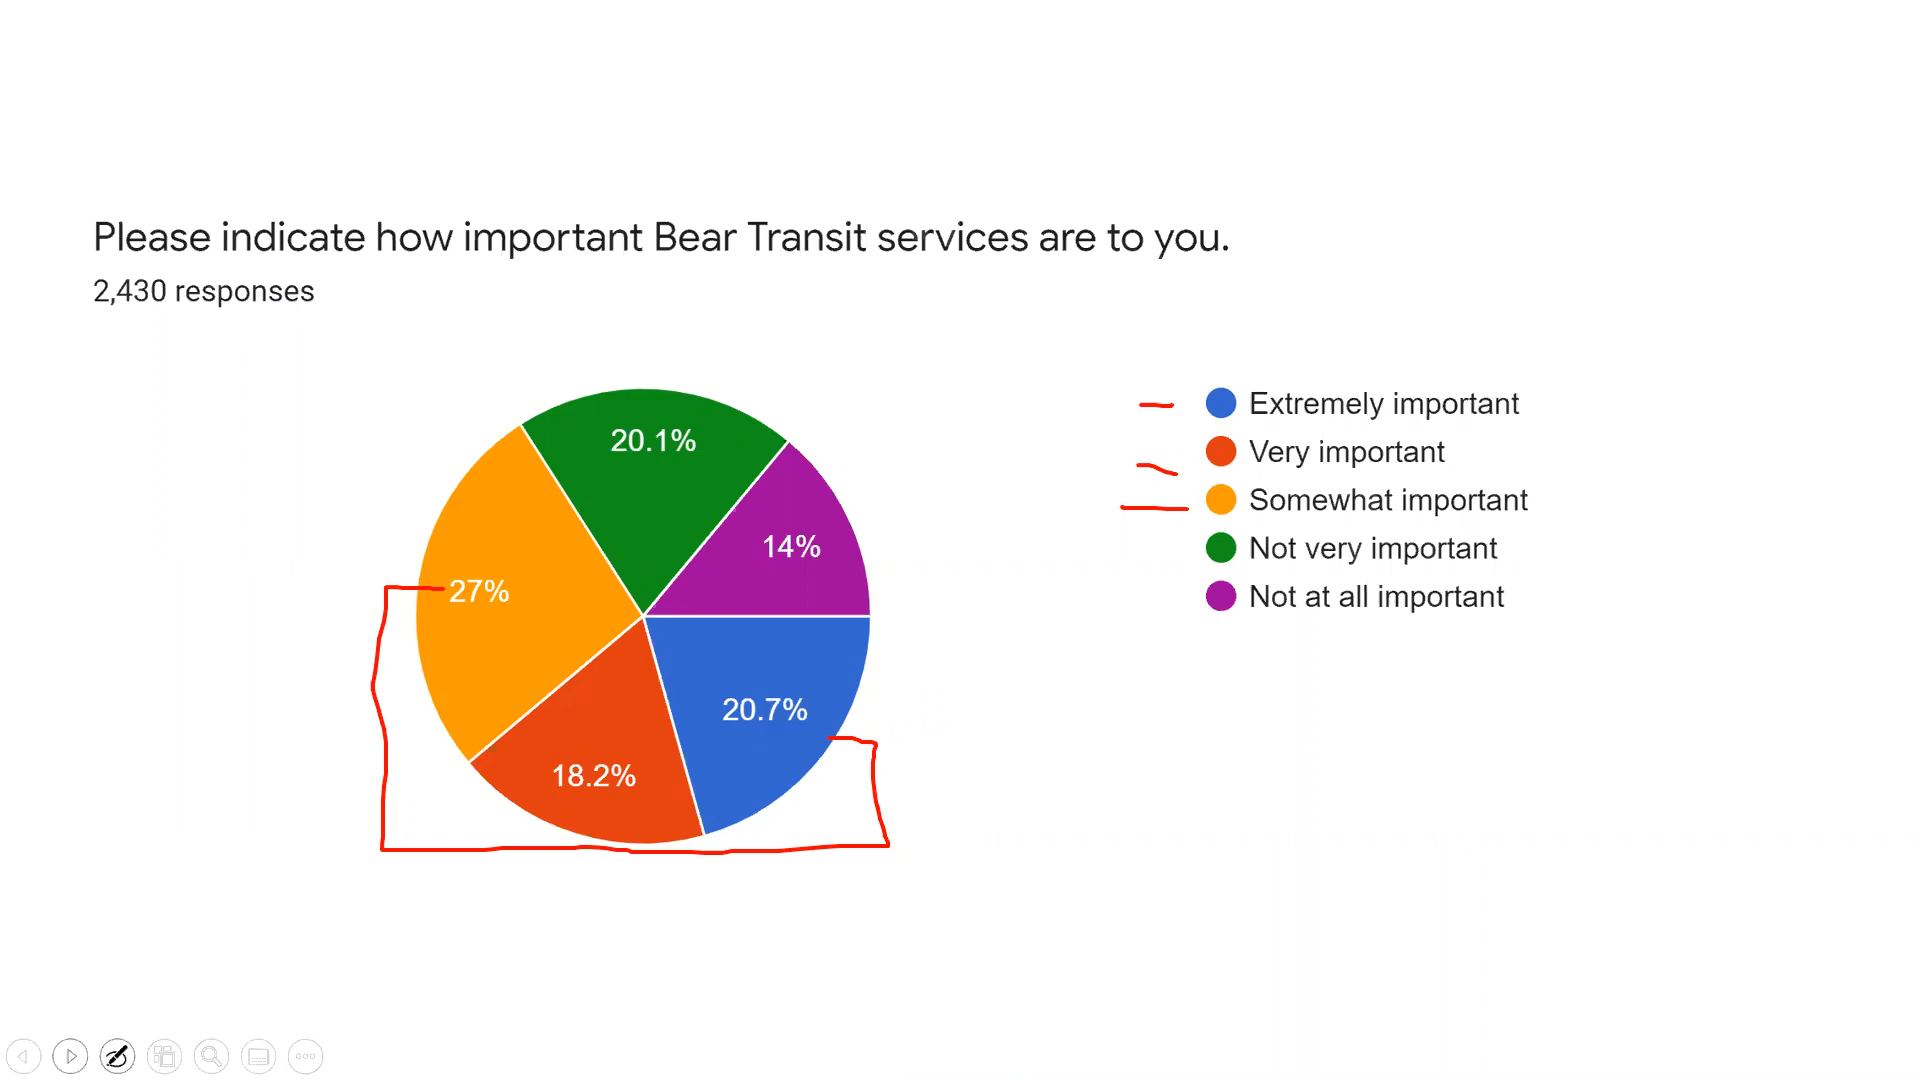 Please indicate how important Bear Transit services are to you.
2,430 responses
20.1%
14%
27%
20.7%
18.2%
Extremely important
Very important
Somewhat important
Not very important
Not at all important